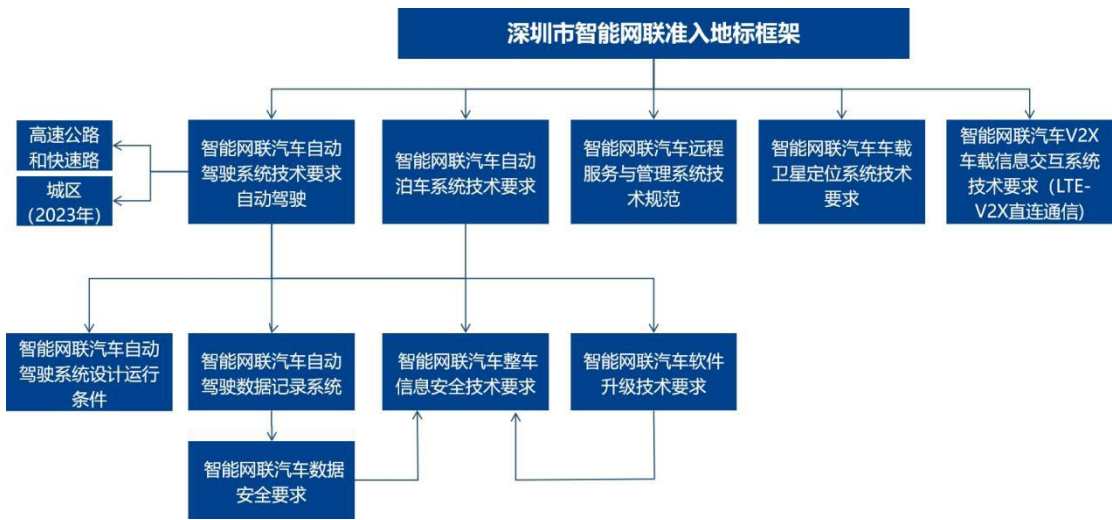 深圳市智能网联准入地标框架
高速公路
和快速路
城区
（2023年）
智能网联汽车自动
驾驶系统技术要求
自动驾驶
智能网联汽车自动
泊车系统技术要求
智能网联汽车远程
服务与管理系统技
术规范
智能网联汽车车载
卫星定位系统技术
要求
智能网联汽车V2X
车载信息交互系统
技术要求（LTE-
V2X直连通信）
智能网联汽车自动
驾驶系统设计运行
条件
智能网联汽车自动
驾驶数据记录系统
智能网联汽车整车
信息安全技术要求
智能网联汽车软件
升级技术要求
智能网联汽车数据
安全要求